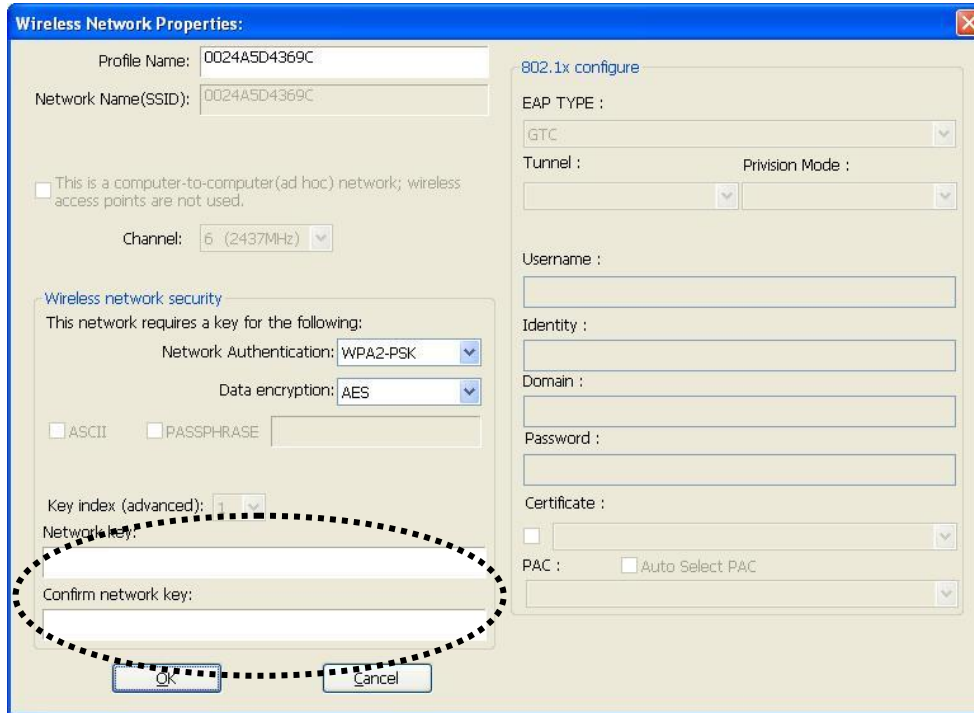 Wireless Network Properties:
Profile Name: 0024A5D4369C
Network Name(SSID): 0024A5D4369C
This is a computer-to-computer(ad hoc) network; wireless
access points are not used.
Channel: 6 (2437MHz)
Wireless network security
This network requires a key for the following:
Network Authentication: WPA2-PSK
Data encryption: AES
ASCII PASSPHRASE
Key index (advanced): 1
Network key:
Confirm network key:
OK Cancel
802.1x configure
EAP TYPE :
GTC
Tunnel : Privision Mode :
Username :
Identity :
Domain :
Password :
Certificate :
PAC : Auto Select PAC